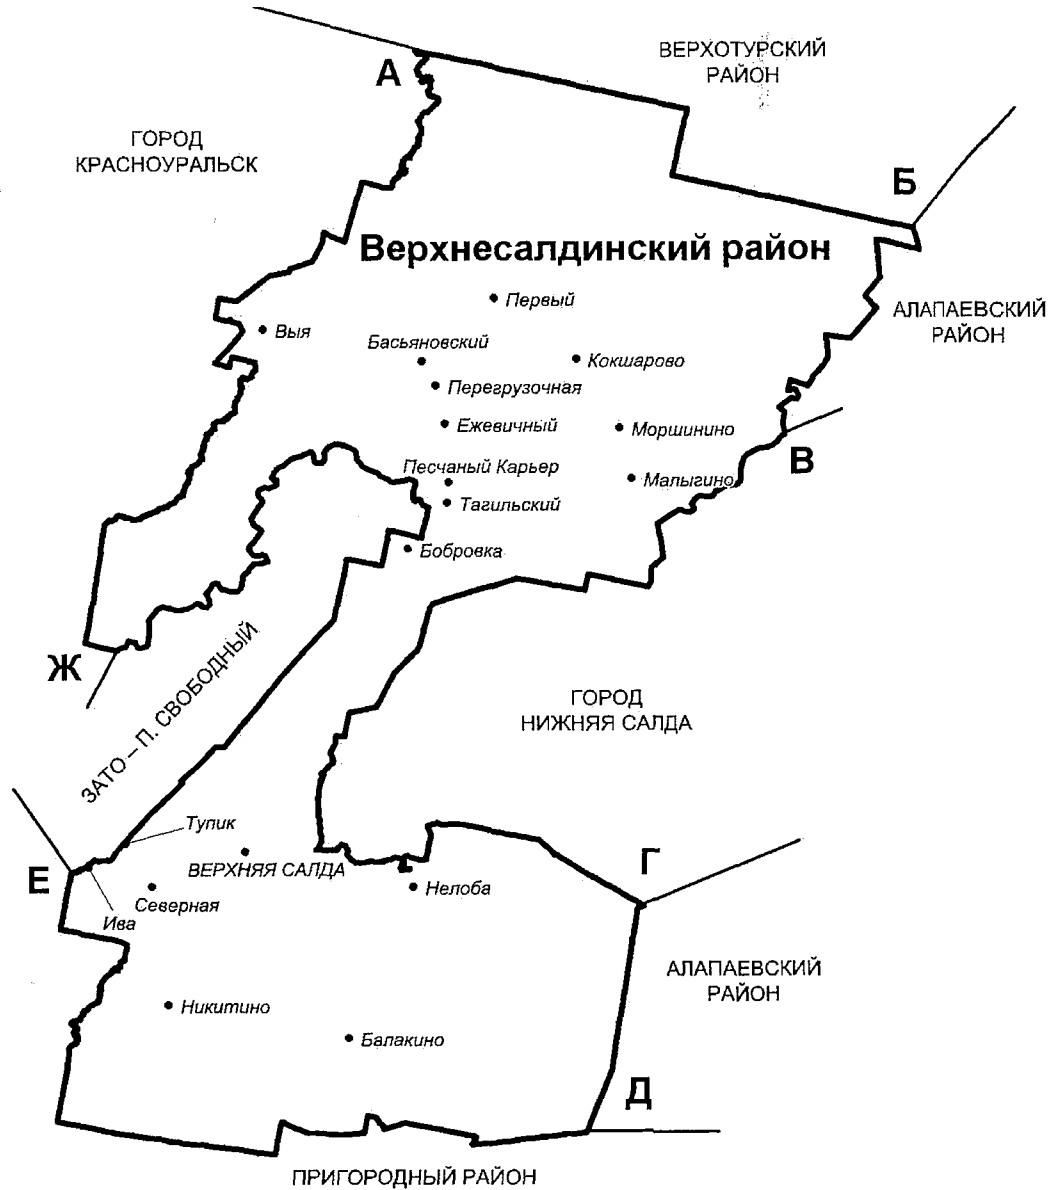 ВЕРХОТУРСКИЙ
РАЙОН
А
ГОРОД
КРАСНОУРАЛЬСК
Б
Верхнесалдинский район
Первый
АЛАПАЕВСКИЙ
РАЙОН
Выя
Басьяновский
Кокшарово
Перегрузочная
Ежевичный
Моршинино
В
Песчаный Карьер
Малыгино
Тагильский
Бобровка
Ж
ЗАТО – П. СВОБОДНЫЙ
ГОРОД
НИЖНЯЯ САЛДА
Тупик
ВЕРХНЯЯ САЛДА
Г
Е
Северная
Нелоба
Ива
АЛАПАЕВСКИЙ
РАЙОН
Никитино
Балакино
Д
ПРИГОРОДНЫЙ РАЙОН